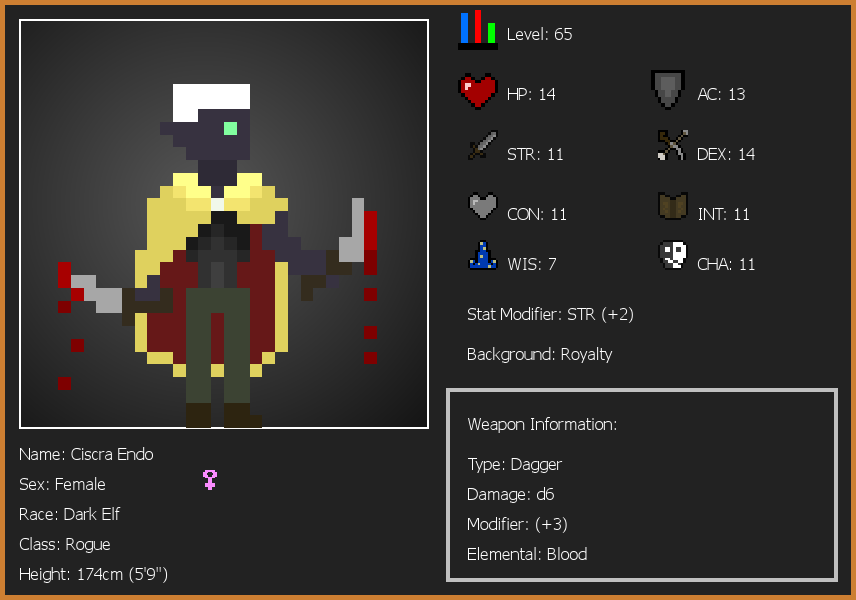 Level: 65
HP: 14
AC: 13
STR: 11
DEX: 14
CON: 11
INT: 11
WIS: 7
CHA: 11
Stat Modifier: STR (+2)
Background: Royalty
Weapon Information:
Type: Dagger
Damage: d6
Modifier: (+3)
Elemental: Blood
Name: Ciscra Endo
Sex: Female
Race: Dark Elf
Class: Rogue
Height: 174cm (5'9")